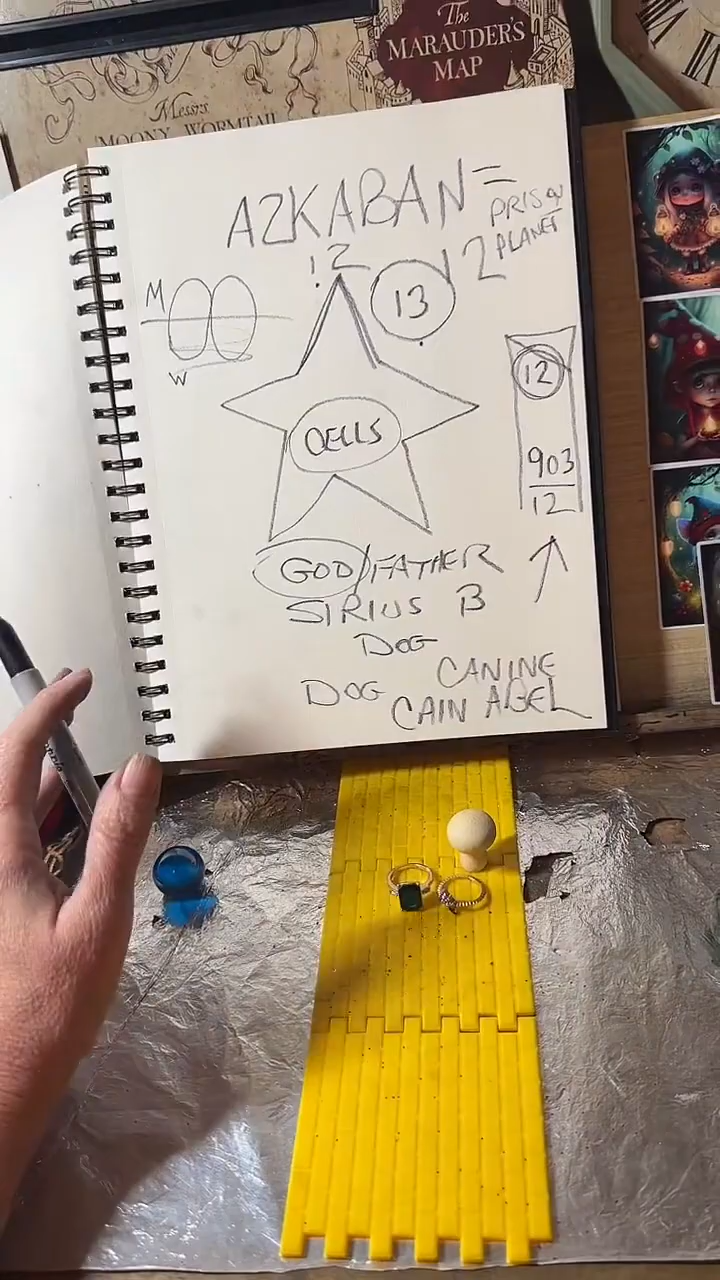 The
MARAUDER'S
MAP
Messrs
MOONY, WORMTAIL
AZKABAN =
PRISON
PLANET
12
12
13
M
W
12
CELLS
903
12
GOD/FATHER
SIRIUS B
DOG
CANINE
DOG
CAIN ABEL